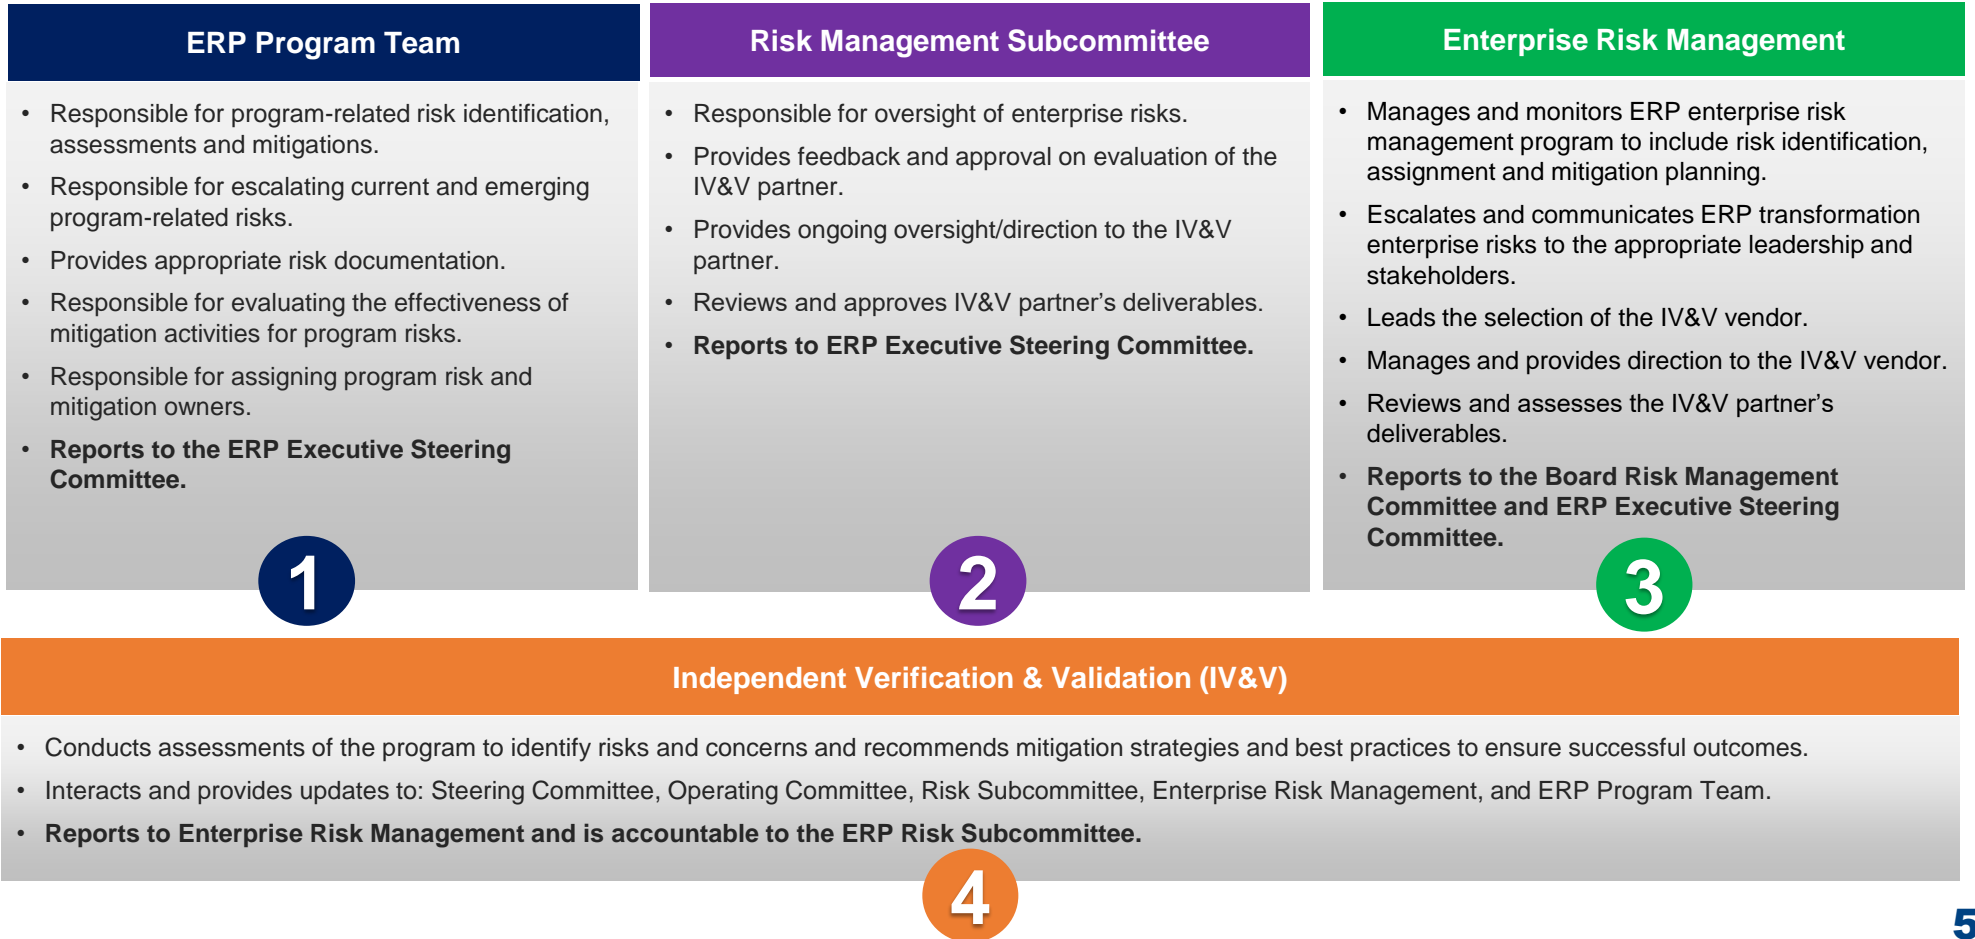 ERP Program Team
• Responsible for program-related risk identification,
assessments and mitigations.
• Responsible for escalating current and emerging
program-related risks.
• Provides appropriate risk documentation.
• Responsible for evaluating the effectiveness of
mitigation activities for program risks.
• Responsible for assigning program risk and
mitigation owners.
• Reports to the ERP Executive Steering
Committee.
1
Risk Management Subcommittee
• Responsible for oversight of enterprise risks.
• Provides feedback and approval on evaluation of the
IV&V partner.
• Provides ongoing oversight/direction to the IV&V
partner.
• Reviews and approves IV&V partner’s deliverables.
• Reports to ERP Executive Steering Committee.
2
Enterprise Risk Management
• Manages and monitors ERP enterprise risk
management program to include risk identification,
assignment and mitigation planning.
• Escalates and communicates ERP transformation
enterprise risks to the appropriate leadership and
stakeholders.
• Leads the selection of the IV&V vendor.
• Manages and provides direction to the IV&V vendor.
• Reviews and assesses the IV&V partner’s
deliverables.
• Reports to the Board Risk Management
Committee and ERP Executive Steering
Committee.
3
Independent Verification & Validation (IV&V)
• Conducts assessments of the program to identify risks and concerns and recommends mitigation strategies and best practices to ensure successful outcomes.
• Interacts and provides updates to: Steering Committee, Operating Committee, Risk Subcommittee, Enterprise Risk Management, and ERP Program Team.
• Reports to Enterprise Risk Management and is accountable to the ERP Risk Subcommittee.
4
5